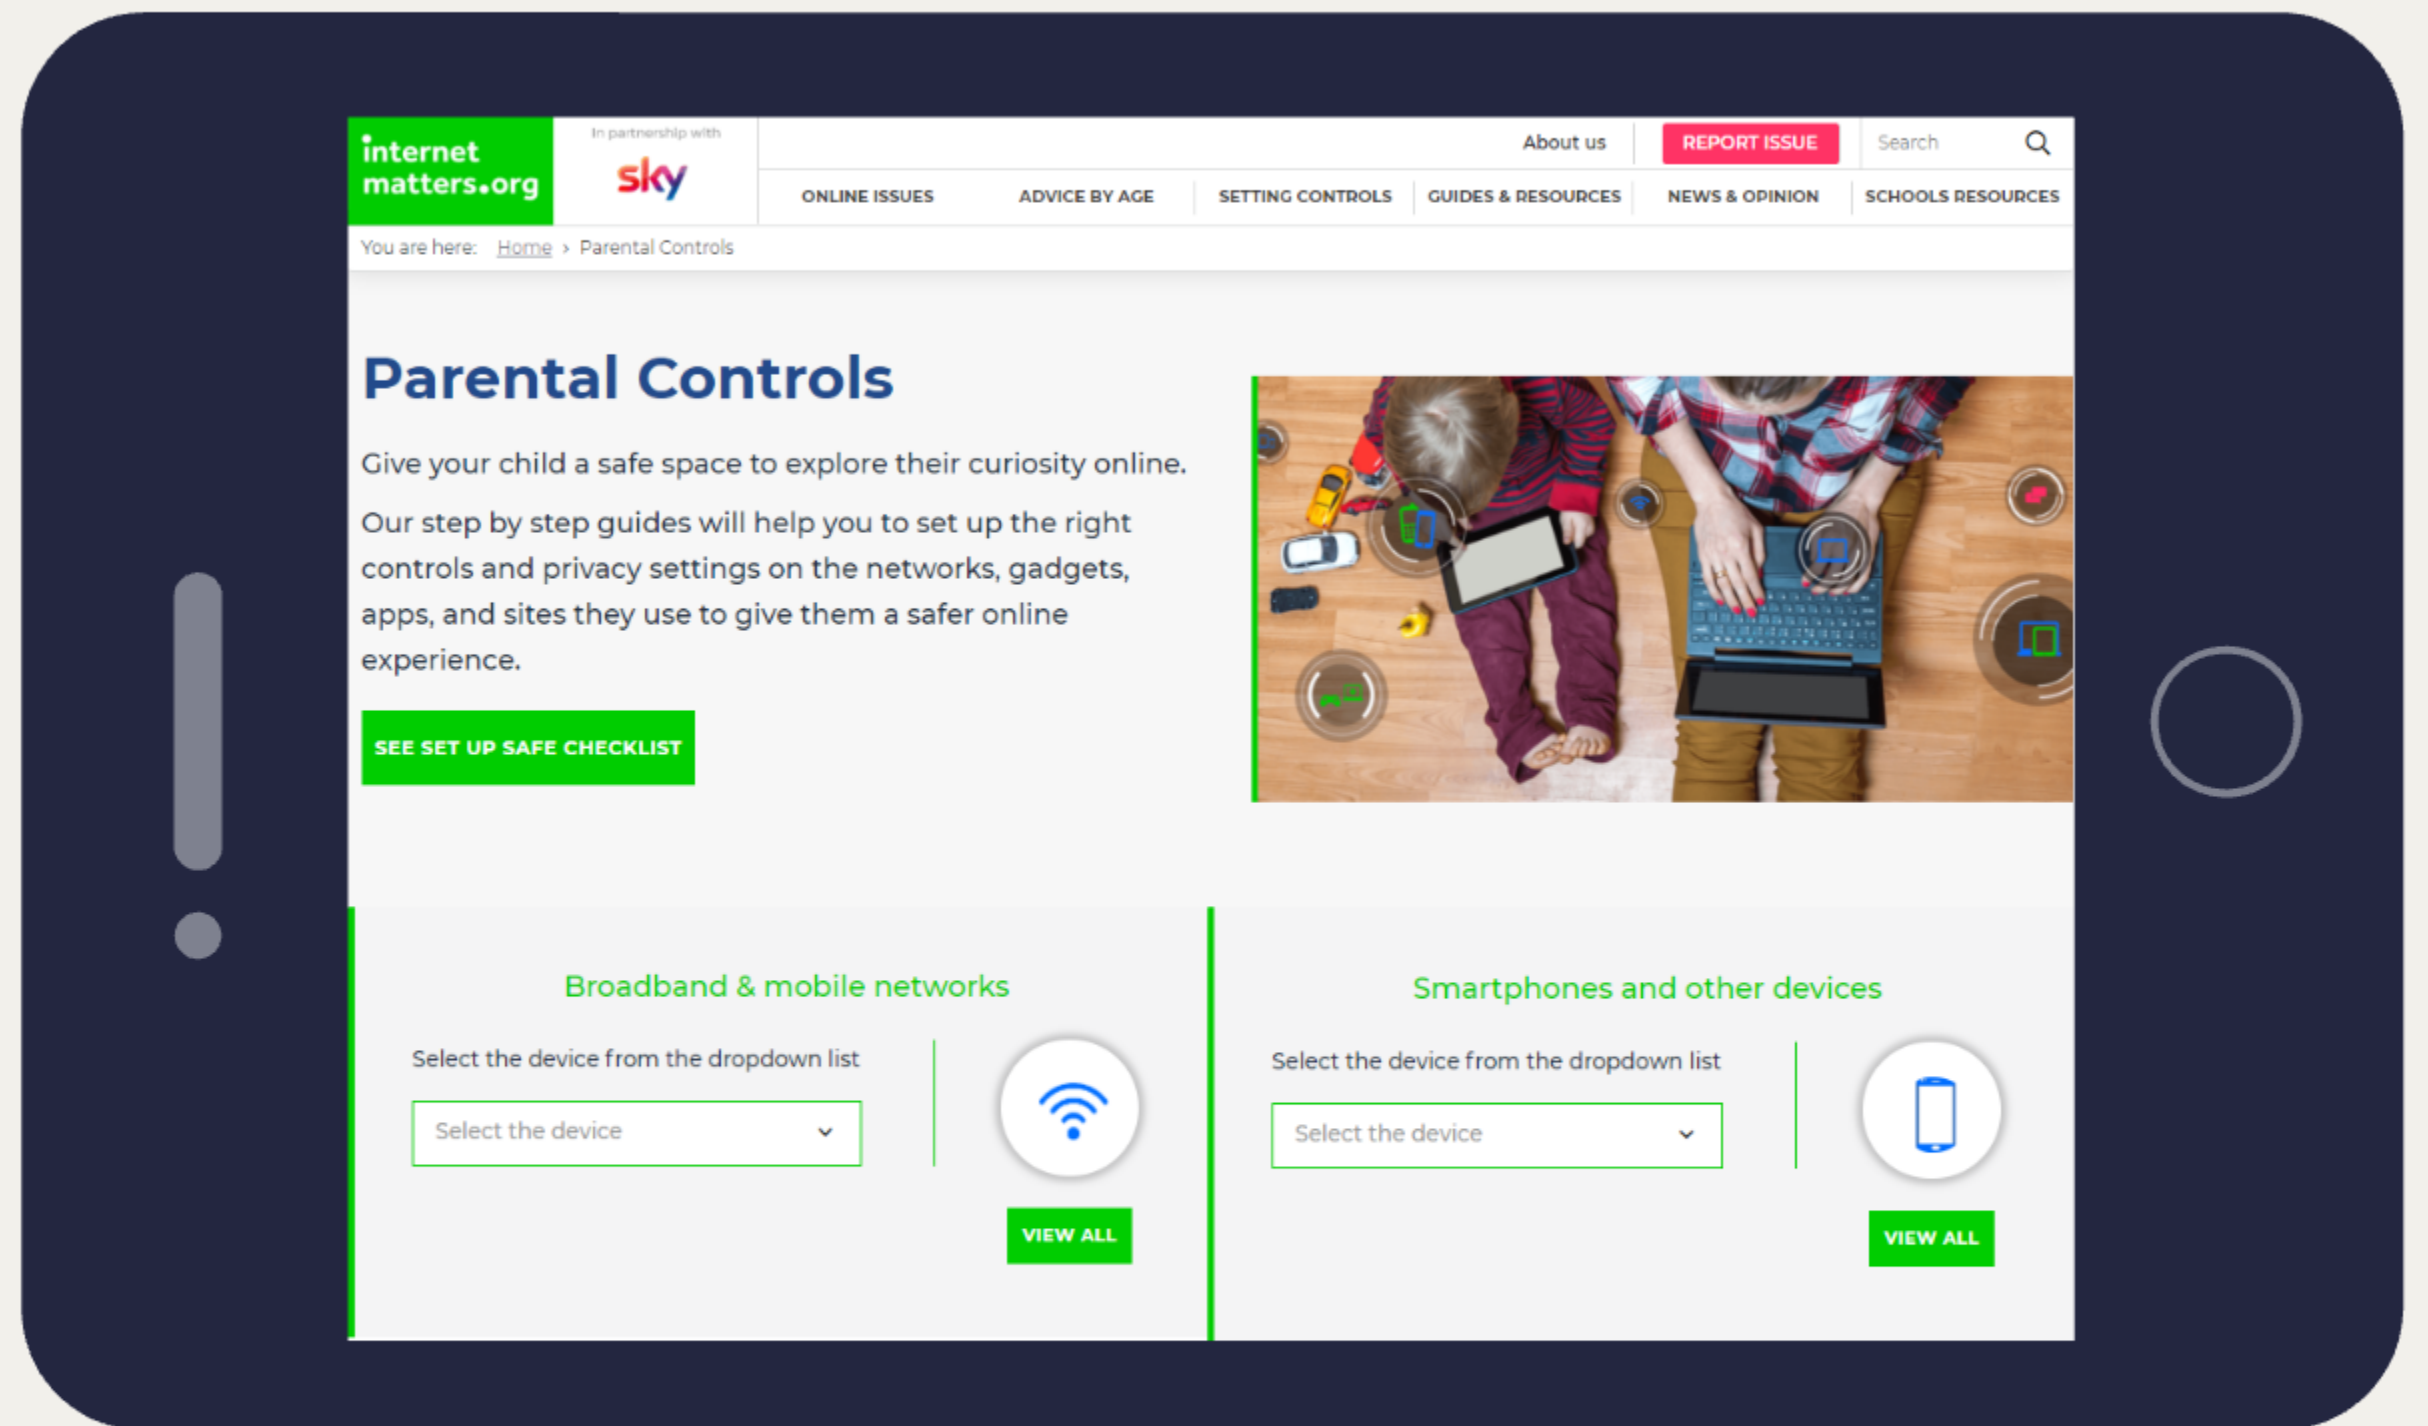 internet
matters.org
In partnership with
sky
About us
REPORT ISSUE
Search
ONLINE ISSUES
ADVICE BY AGE
SETTING CONTROLS
GUIDES & RESOURCES
NEWS & OPINION
SCHOOLS RESOURCES
You are here: Home › Parental Controls
Parental Controls
Give your child a safe space to explore their curiosity online.
Our step by step guides will help you to set up the right
controls and privacy settings on the networks, gadgets,
apps, and sites they use to give them a safer online
experience.
SEE SET UP SAFE CHECKLIST
Broadband & mobile networks
Select the device from the dropdown list
Select the device
VIEW ALL
Smartphones and other devices
Select the device from the dropdown list
Select the device
VIEW ALL